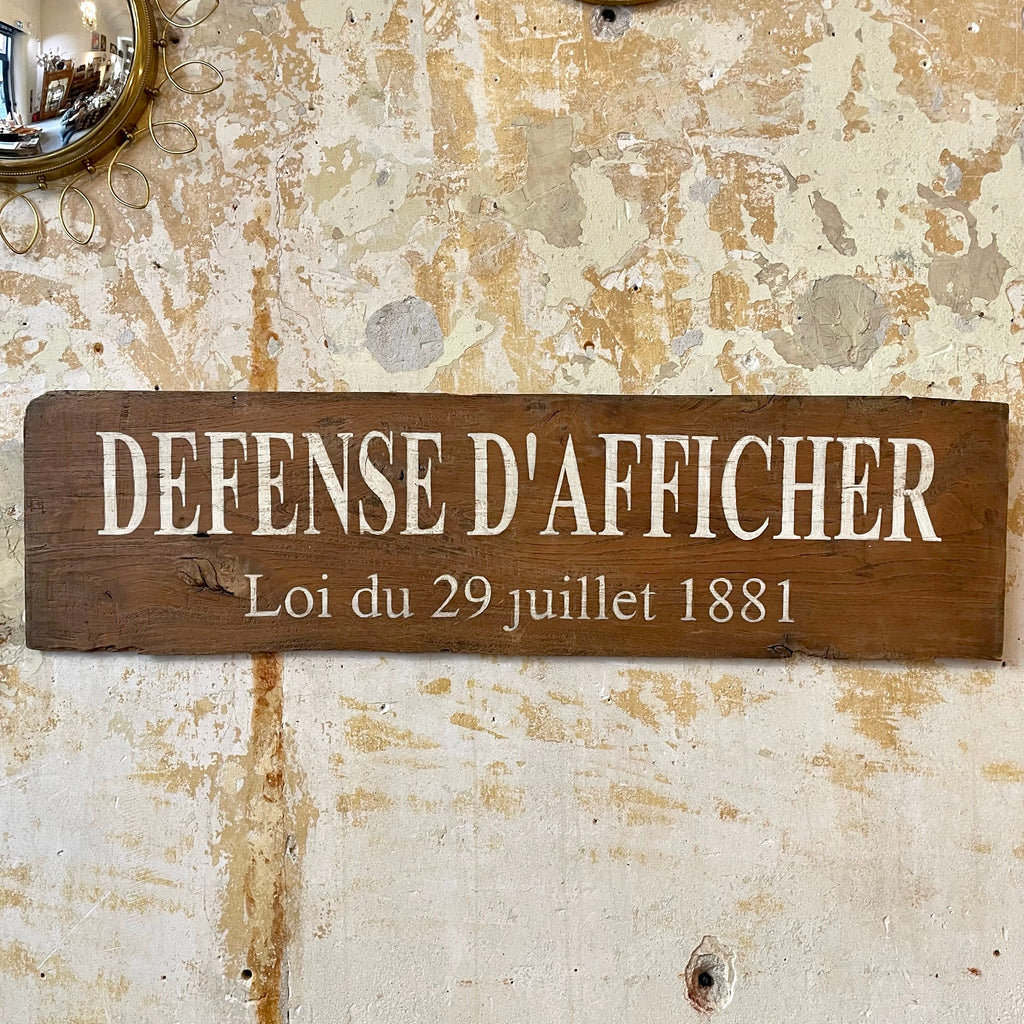 DEFENSE D'AFFICHER
Loi du 29 juillet 1881